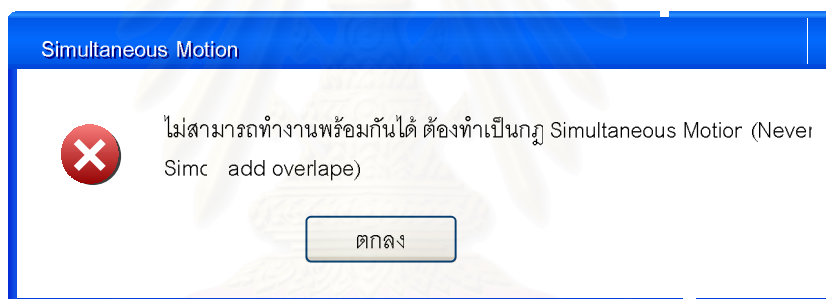 Simultaneous Motion
ไม่สามารถทำงานพร้อมกันได้ ต้องทำเป็นกฎ Simultaneous Motion (Never
Simo add overlape)
ตกลง